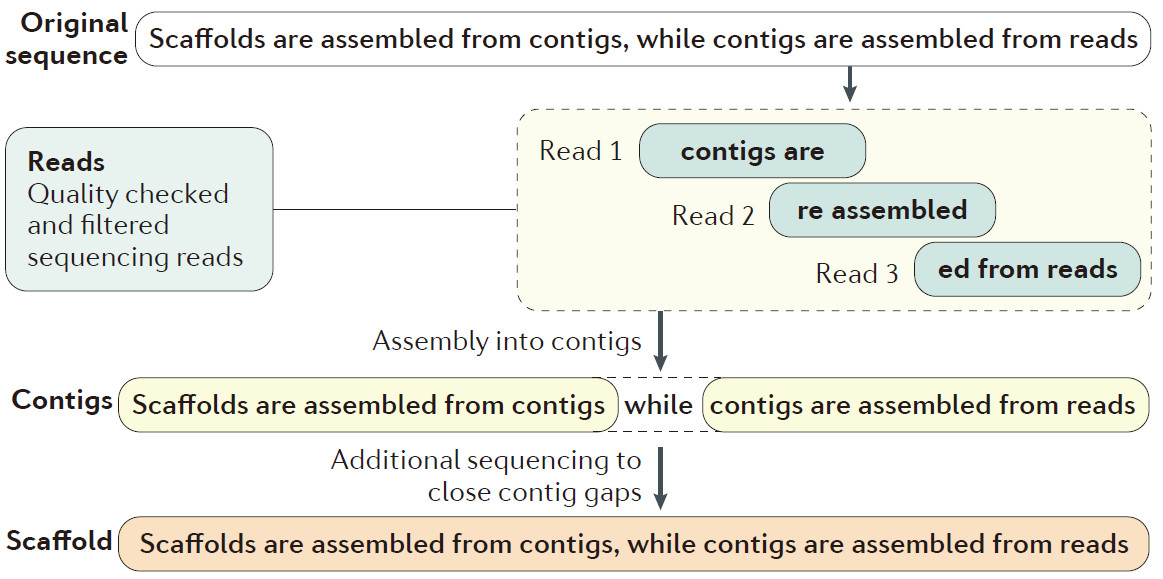 Original
sequence
Scaffolds are assembled from contigs, while contigs are assembled from reads
Reads
Quality checked
and filtered
sequencing reads
Read 1
contigs are
Read 2
re assembled
Read 3
ed from reads
Assembly into contigs
Contigs
Scaffolds are assembled from contigs
while
contigs are assembled from reads
Additional sequencing to
close contig gaps
Scaffold
Scaffolds are assembled from contigs, while contigs are assembled from reads